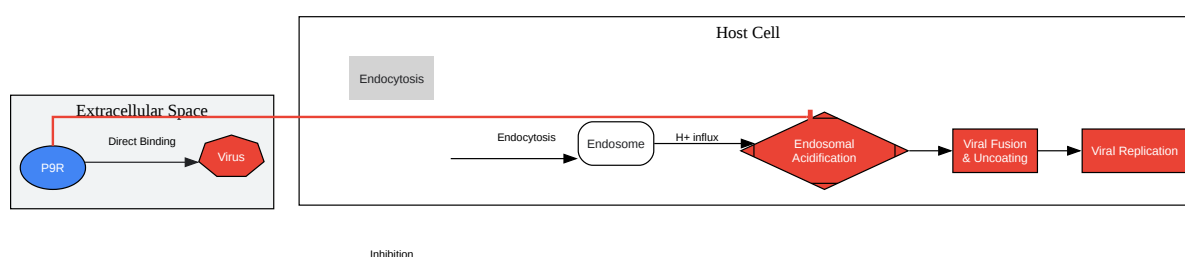 Host Cell
Endocytosis
Extracellular Space
Direct Binding
P9R
Virus
Endocytosis
Endosome
H+ influx
Endosomal
Acidification
Viral Fusion
& Uncoating
Viral Replication
Inhibition